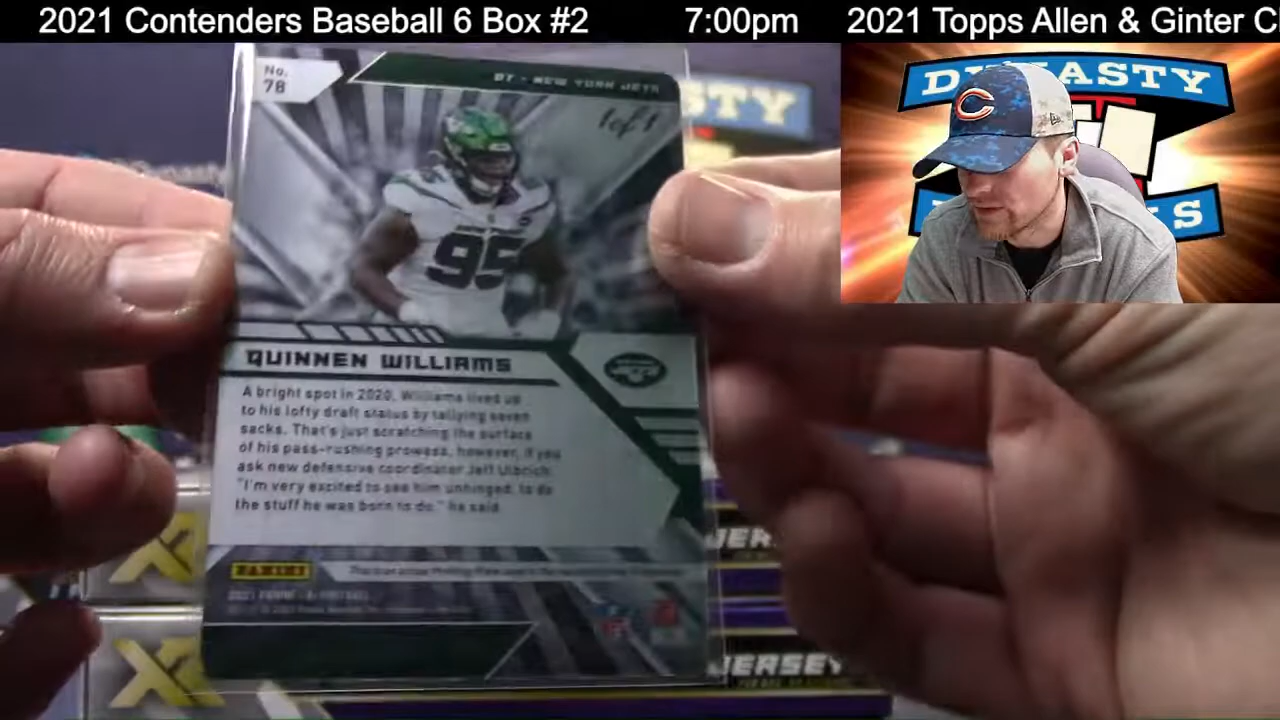 2021 Contenders Baseball 6 Box #2 7:00pm 2021 Topps Allen & Ginter
DYNASTY
S
STY
No.
78
DT - NEW YORK JETS
1 of 1
95
QUINNEN WILLIAMS
A bright spot in 2020, Williams lived up
to his lofty draft status by tallying seven
sacks. That's just scratching the surface
of his pass-rushing prowess, however, if you
ask new defensive coordinator Jeff Ulbrich.
"I'm very excited to see him unhinged, to do
the stuff he was born to do," he said.
PANINI
JERSEY
JERSEY